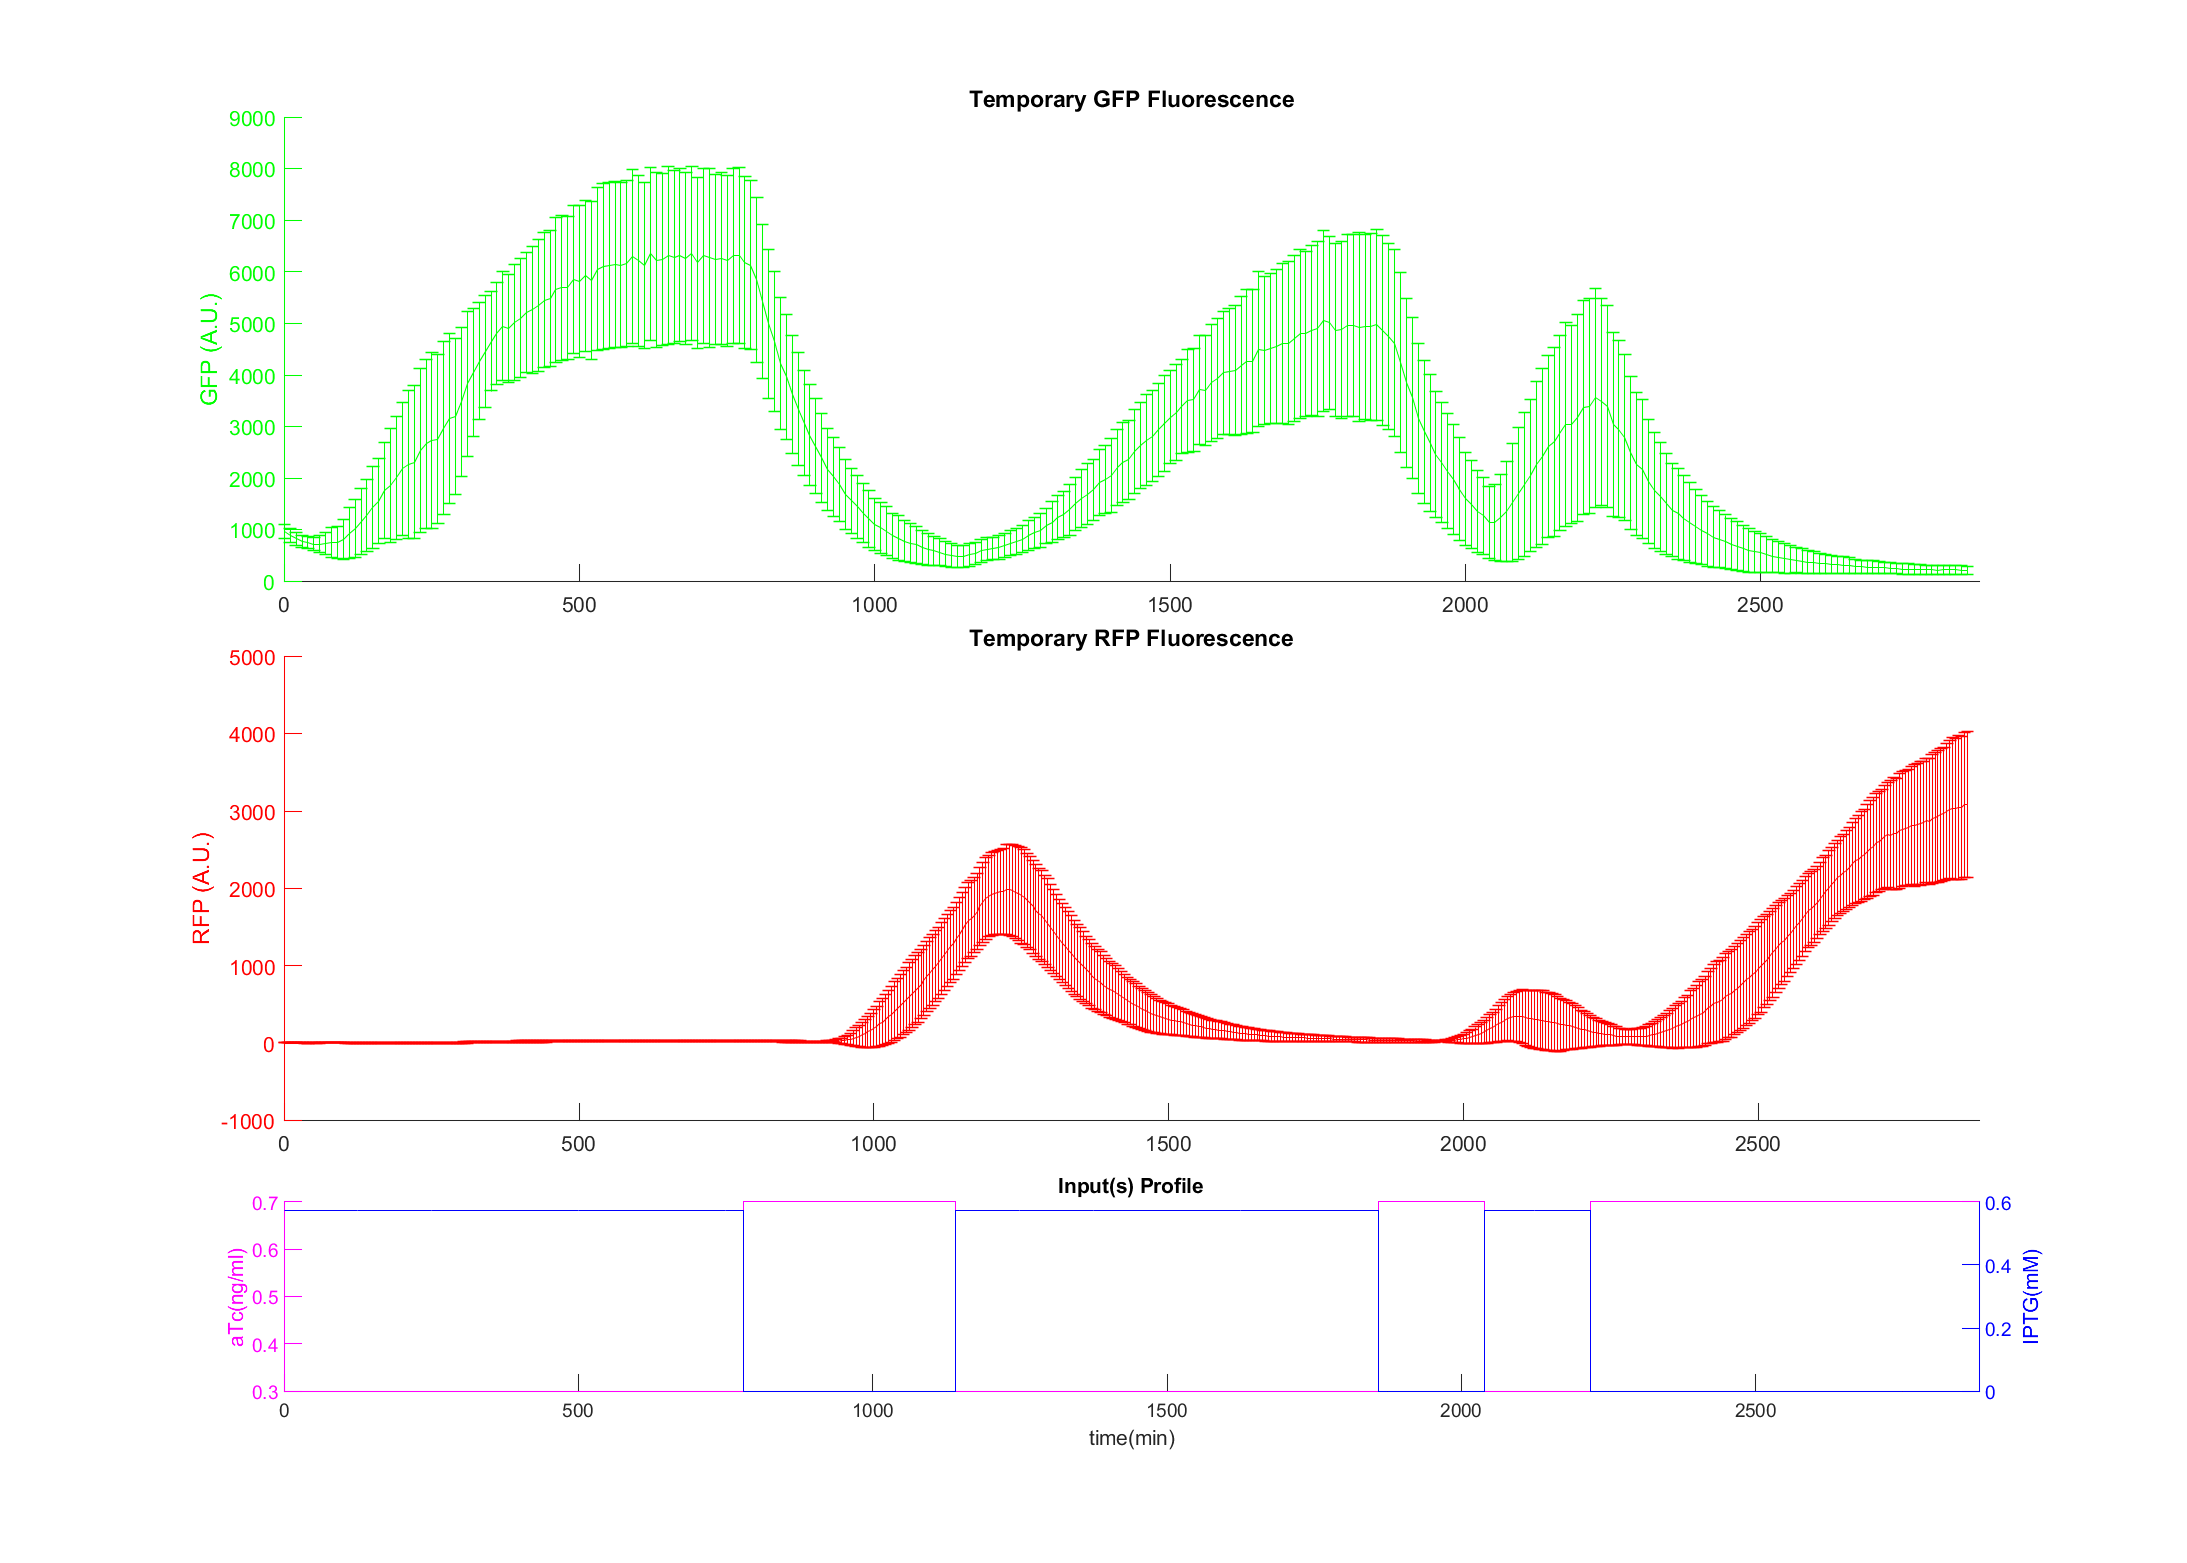 Temporary GFP Fluorescence
9000
8000
7000
6000
5000
4000
3000
2000
1000
0
GFP (A.U.)
0 500 1000 1500 2000 2500
Temporary RFP Fluorescence
5000
4000
3000
2000
1000
0
-1000
RFP (A.U.)
0 500 1000 1500 2000 2500
Input(s) Profile
0.7
0.6
0.5
0.4
0.3
aTc(ng/ml)
0.6
0.4
0.2
0
IPTG(mM)
0 500 1000 1500 2000 2500
time(min)